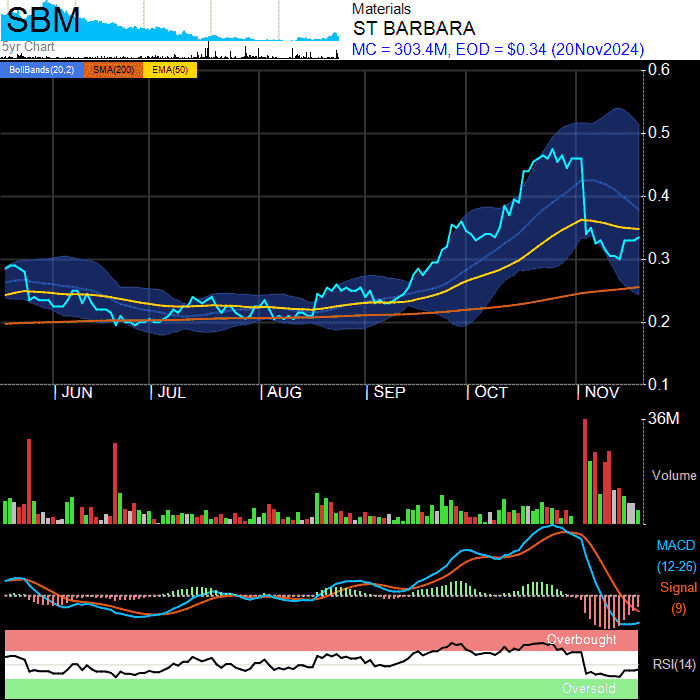 SBM
5yr Chart
Materials
ST BARBARA
MC = 303.4M, EOD = $0.34 (20Nov2024)
BollBands(20,2) SMA(200) EMA(50)
0.6
0.5
0.4
0.3
0.2
0.1
JUN JUL AUG SEP OCT NOV
36M
Volume
MACD
(12-26)
Signal
(9)
Overbought
RSI(14)
Oversold